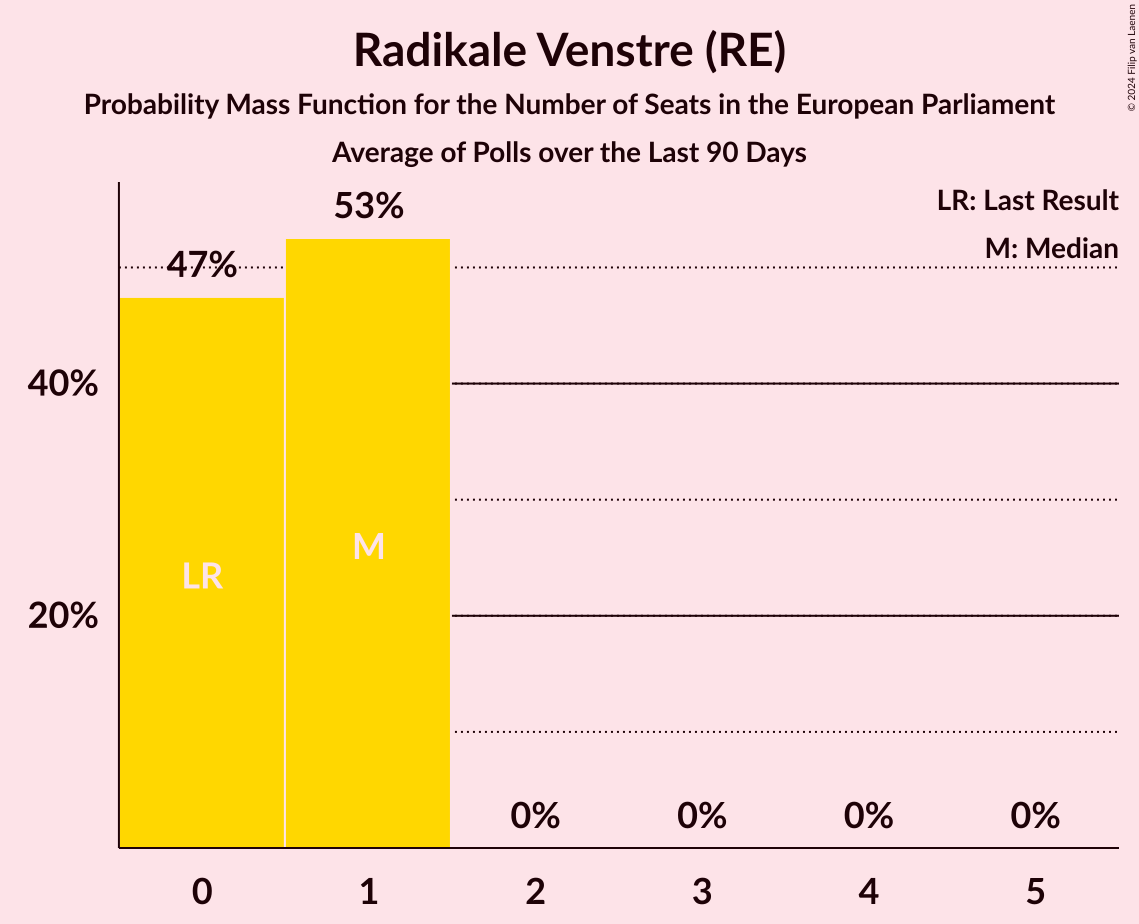 Radikale Venstre (RE)
Probability Mass Function for the Number of Seats in the European Parliament
Average of Polls over the Last 90 Days
© 2024 Filip van Laenen
LR: Last Result
M: Median
53%
47%
40%
20%
LR
M
0%
0%
0%
0%
0
1
2
3
4
5